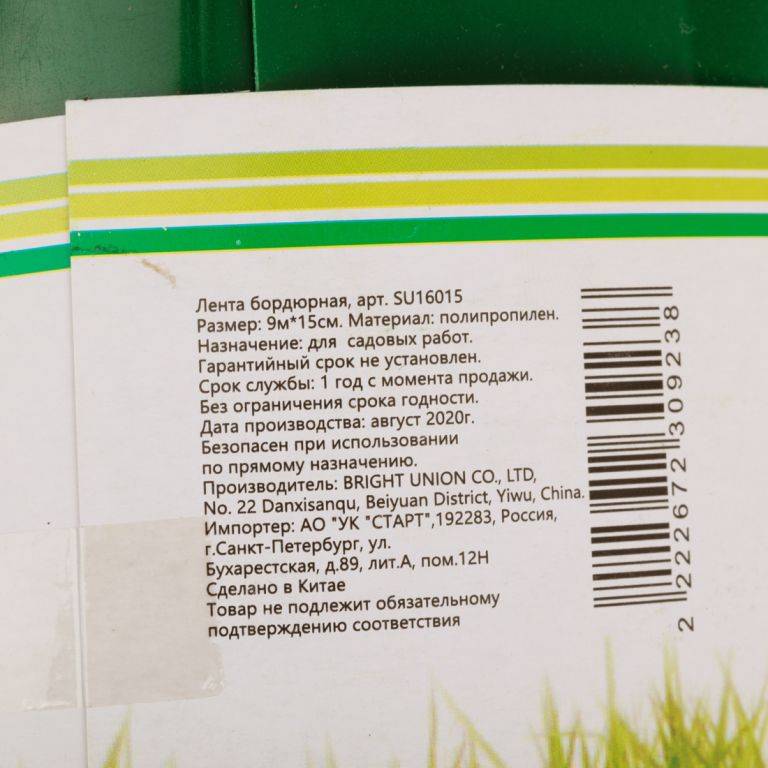 Лента бордюрная, арт. SU16015
Размер: 9м*15см. Материал: полипропилен.
Назначение: для садовых работ.
Гарантийный срок не установлен.
Срок службы: 1 год с момента продажи.
Без ограничения срока годности.
Дата производства: август 2020г.
Безопасен при использовании
по прямому назначению.
Производитель: BRIGHT UNION CO., LTD,
No. 22 Danxisanqu, Beiyuan District, Yiwu, China.
Импортер: АО "УК "СТАРТ",192283, Россия,
г.Санкт-Петербург, ул.
Бухарестская, д.89, лит.А, пом.12Н
Сделано в Китае
Товар не подлежит обязательному
подтверждению соответствия
2 222672 309238